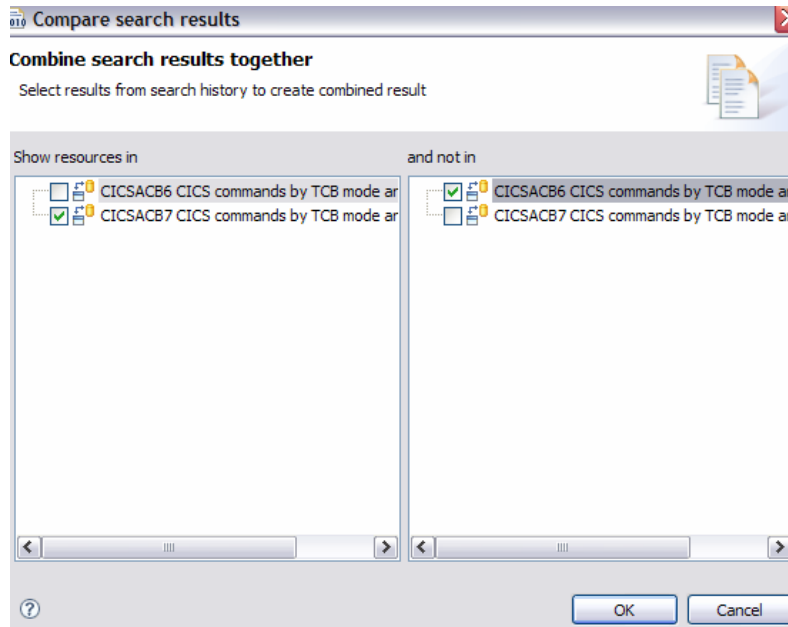 Compare search results
Combine search results together
Select results from search history to create combined result
Show resources in
and not in
CICSACB6 CICS commands by TCB mode ar
CICSACB7 CICS commands by TCB mode ar
CICSACB6 CICS commands by TCB mode a
CICSACB7 CICS commands by TCB mode a
OK
Cancel